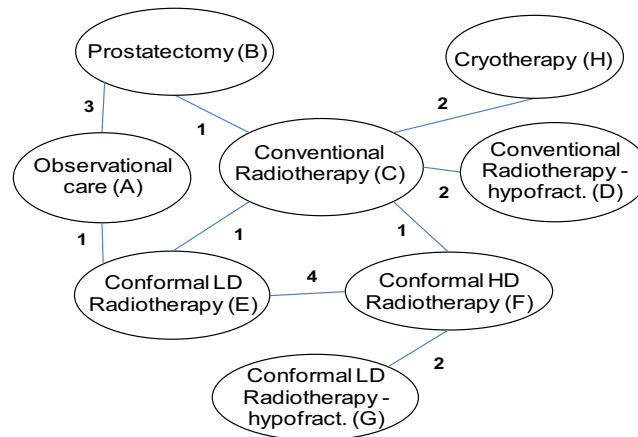 Prostatectomy (B)
Cryotherapy (H)
3
2
1
Conventional
Radiotherapy (C)
Conventional
Radiotherapy -
hypofract. (D)
Observational
care (A)
2
1
1
1
Conformal LD
Radiotherapy (E)
4
Conformal HD
Radiotherapy (F)
2
Conformal LD
Radiotherapy -
hypofract. (G)